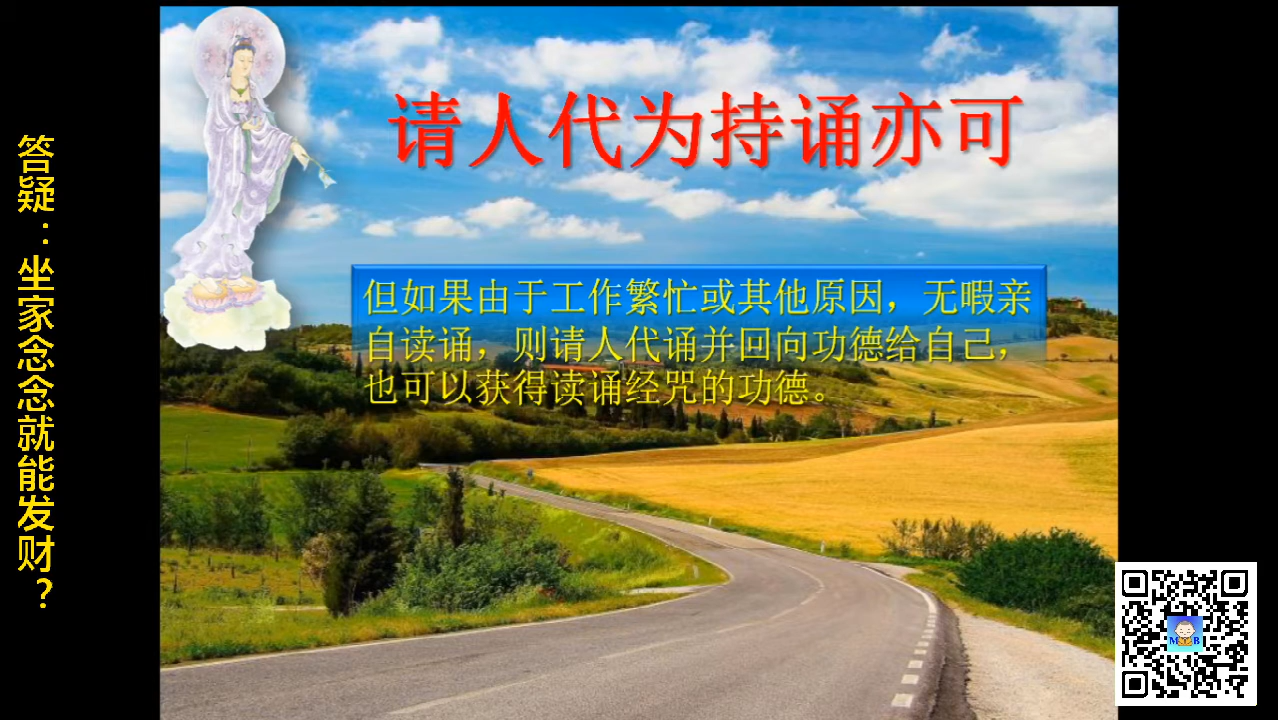 答疑：坐家念念就能发财？
请人代为持诵亦可
但如果由于工作繁忙或其他原因，无暇亲
自读诵，则请人代诵并回向功德给自己，
也可以获得读诵经咒的功德。
MYB